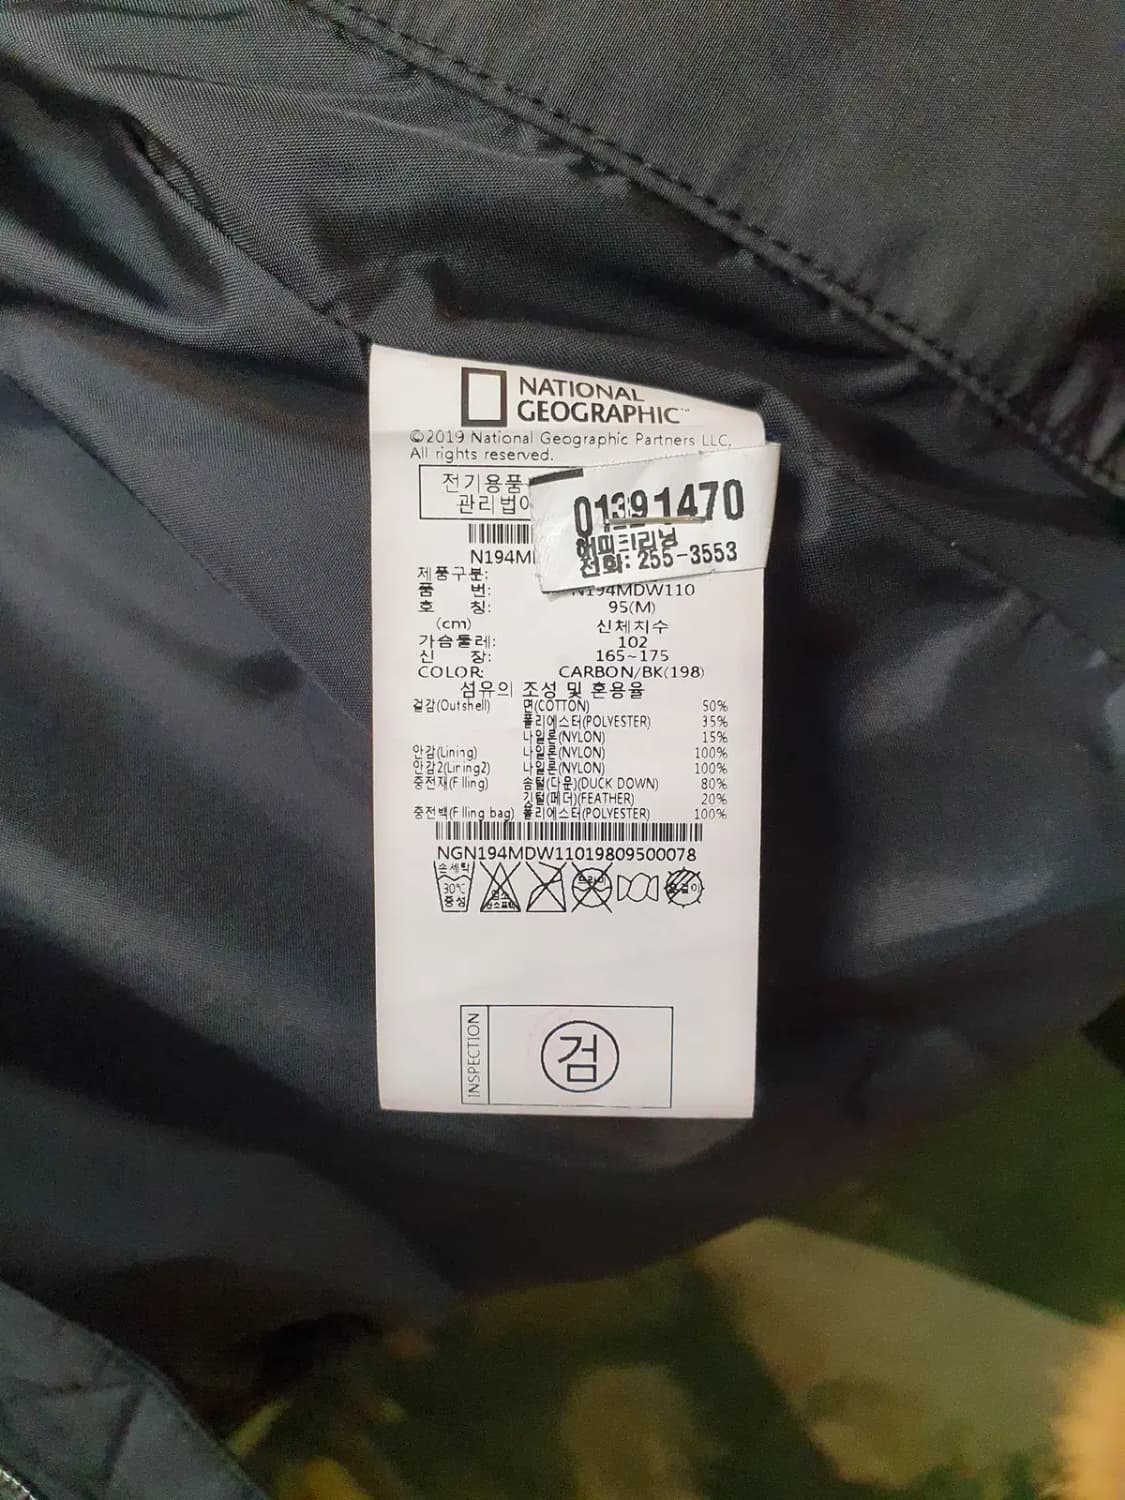 NATIONAL
GEOGRAPHIC™
©2019 National Geographic Partners LLC,
All rights reserved.
전기용품
관리법
01391470
전화: 255-3553
N194M
제품구분:
품 번: N194MDW110
호 칭: 95(M)
(cm) 신체치수
가슴둘레: 102
신 장: 165~175
COLOR: CARBON/BK(198)
섬유의 조성 및 혼용율
겉감(Outshell) 면(COTTON) 50%
폴리에스터(POLYESTER) 35%
나일론(NYLON) 15%
안감(Lining) 나일론(NYLON) 100%
안감2(Lining2) 나일론(NYLON) 100%
충전재(Filling) 솜털(다운)(DUCK DOWN) 80%
깃털(페더)(FEATHER) 20%
충전백(Filling bag) 폴리에스터(POLYESTER) 100%
NGN194MDW11019809500078
손세탁
30℃
중성
INSPECTION
검